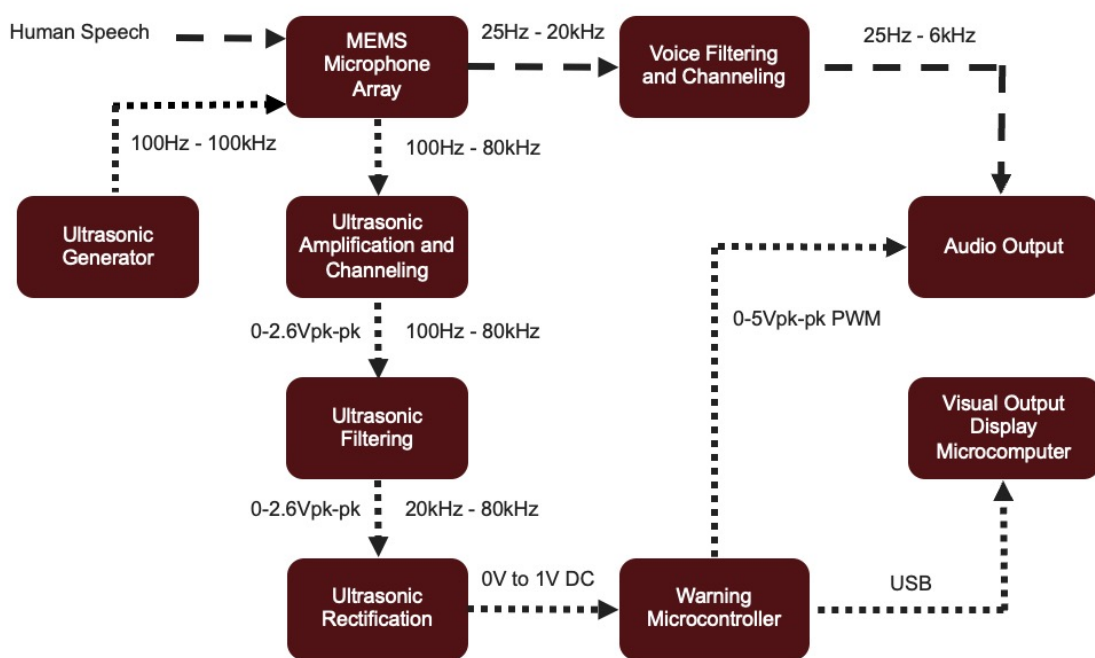 Human Speech
MEMS
Microphone
Array
25Hz - 20kHz
Voice Filtering
and Channeling
25Hz - 6kHz
100Hz - 100kHz
100Hz - 80kHz
Ultrasonic
Generator
Ultrasonic
Amplification and
Channeling
Audio Output
0-2.6Vpk-pk
100Hz - 80kHz
0-5Vpk-pk PWM
Ultrasonic
Filtering
Visual Output
Display
Microcomputer
0-2.6Vpk-pk
20kHz - 80kHz
Ultrasonic
Rectification
0V to 1V DC
Warning
Microcontroller
USB